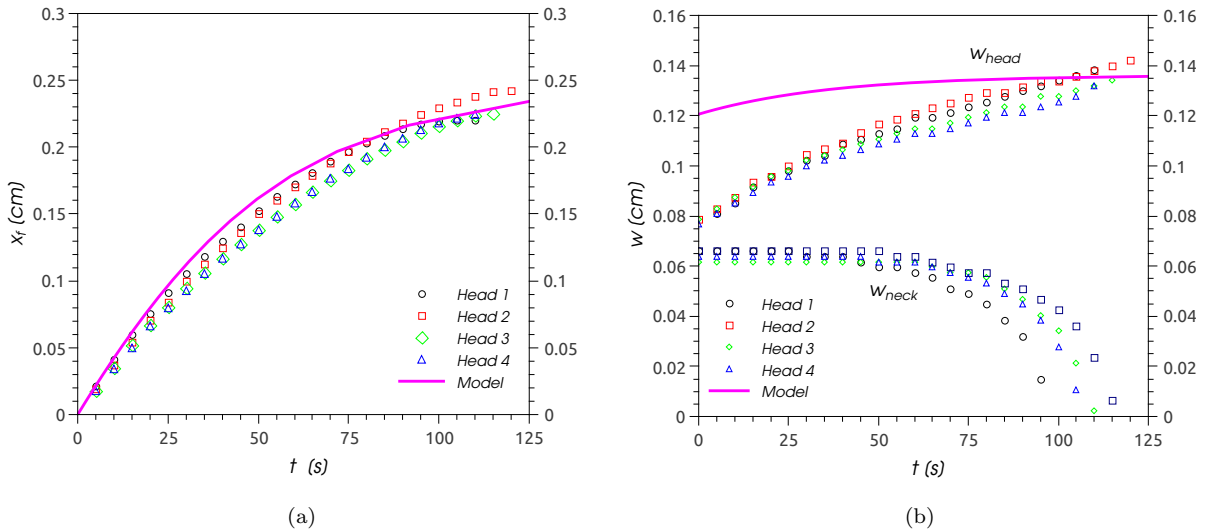 0.3
0.25
0.2
0.15
0.1
0.05
0
0.3
0.25
0.2
0.15
0.1
0.05
0
x_f (cm)
Head 1
Head 2
Head 3
Head 4
Model
0 25 50 75 100 125
t (s)
(a)
0.16
0.14
0.12
0.1
0.08
0.06
0.04
0.02
0
0.16
0.14
0.12
0.1
0.08
0.06
0.04
0.02
0
w (cm)
w_head
w_neck
Head 1
Head 2
Head 3
Head 4
Model
0 25 50 75 100 125
t (s)
(b)